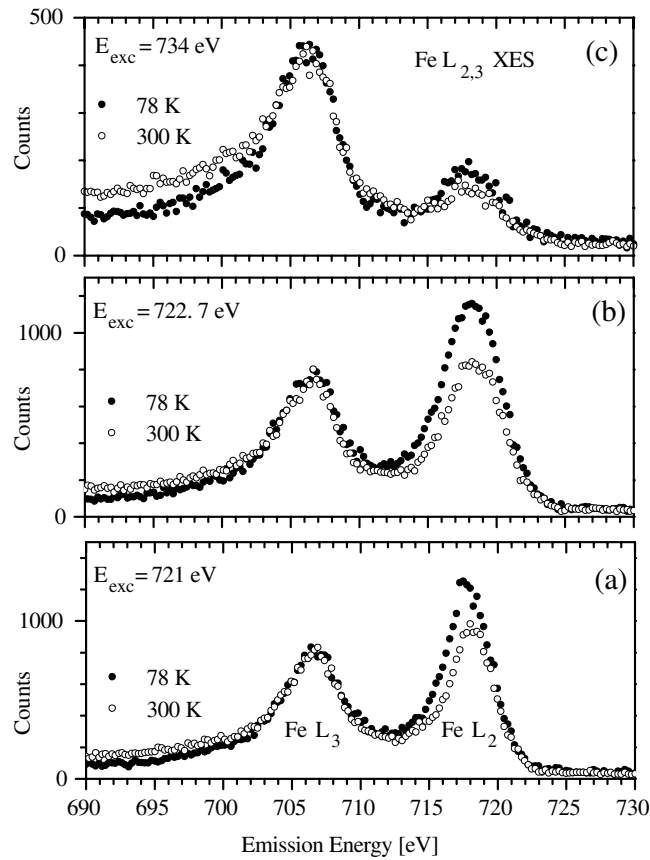 500
E_exc = 734 eV
Fe L_2,3 XES
(c)
78 K
300 K
Counts
0
E_exc = 722.7 eV
(b)
1000
78 K
300 K
Counts
0
E_exc = 721 eV
(a)
1000
78 K
300 K
Counts
Fe L_3
Fe L_2
0
690 695 700 705 710 715 720 725 730
Emission Energy [eV]